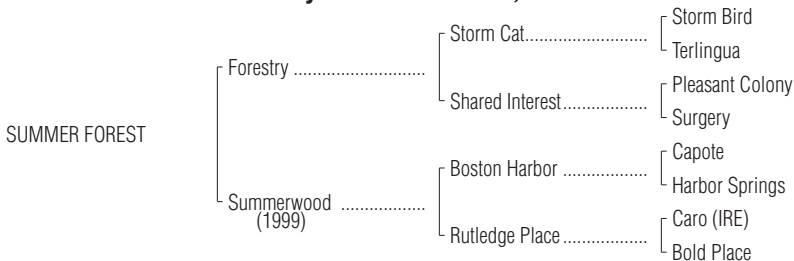 Storm Bird
Storm Cat..........................
Terlingua
Forestry ............................
Pleasant Colony
Shared Interest..................
Surgery
SUMMER FOREST
Capote
Boston Harbor ..................
Harbor Springs
Summerwood ..................
(1999)
Caro (IRE)
Rutledge Place..................
Bold Place